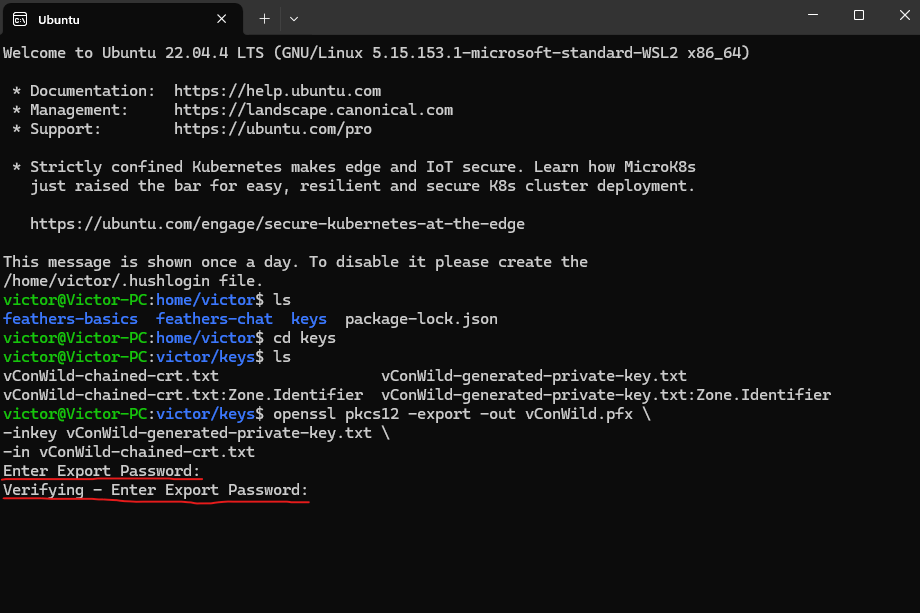 Ubuntu
Welcome to Ubuntu 22.04.4 LTS (GNU/Linux 5.15.153.1-microsoft-standard-WSL2 x86_64)
* Documentation:  https://help.ubuntu.com
* Management:     https://landscape.canonical.com
* Support:        https://ubuntu.com/pro
* Strictly confined Kubernetes makes edge and IoT secure. Learn how MicroK8s
just raised the bar for easy, resilient and secure K8s cluster deployment.
https://ubuntu.com/engage/secure-kubernetes-at-the-edge
This message is shown once a day. To disable it please create the
/home/victor/.hushlogin file.
victor@Victor-PC:home/victor$ ls
feathers-basics  feathers-chat  keys  package-lock.json
victor@Victor-PC:home/victor$ cd keys
victor@Victor-PC:victor/keys$ ls
vConWild-chained-crt.txt                  vConWild-generated-private-key.txt
vConWild-chained-crt.txt:Zone.Identifier  vConWild-generated-private-key.txt:Zone.Identifier
victor@Victor-PC:victor/keys$ openssl pkcs12 -export -out vConWild.pfx \
-inkey vConWild-generated-private-key.txt \
-in vConWild-chained-crt.txt
Enter Export Password:
Verifying - Enter Export Password: